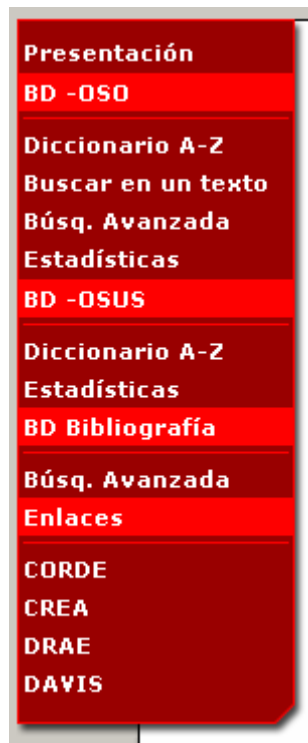 Presentación
BD -OSO
Diccionario A-Z
Buscar en un texto
Búsq. Avanzada
Estadísticas
BD -OSUS
Diccionario A-Z
Estadísticas
BD Bibliografía
Búsq. Avanzada
Enlaces
CORDE
CREA
DRAE
DAVIS